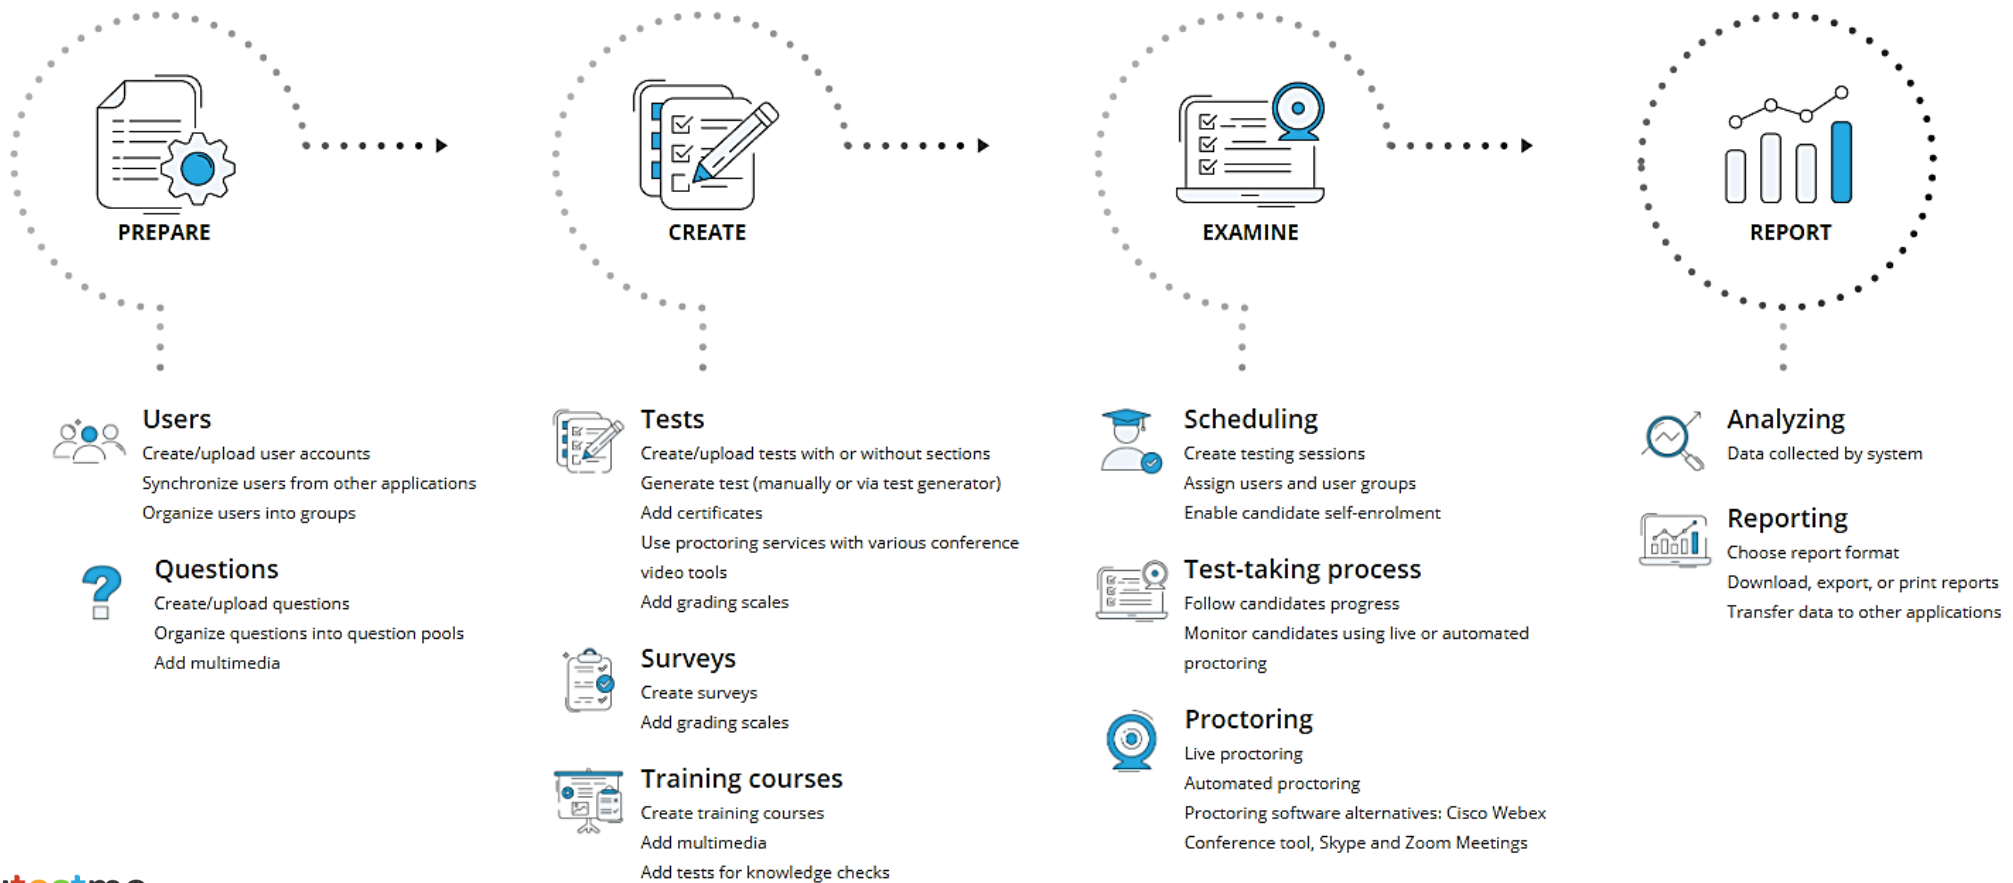 PREPARE
CREATE
EXAMINE
REPORT
Users
Create/upload user accounts
Synchronize users from other applications
Organize users into groups
Questions
Create/upload questions
Organize questions into question pools
Add multimedia
Tests
Create/upload tests with or without sections
Generate test (manually or via test generator)
Add certificates
Use proctoring services with various conference
video tools
Add grading scales
Surveys
Create surveys
Add grading scales
Training courses
Create training courses
Add multimedia
Add tests for knowledge checks
Scheduling
Create testing sessions
Assign users and user groups
Enable candidate self-enrolment
Test-taking process
Follow candidates progress
Monitor candidates using live or automated
proctoring
Proctoring
Live proctoring
Automated proctoring
Proctoring software alternatives: Cisco Webex
Conference tool, Skype and Zoom Meetings
Analyzing
Data collected by system
Reporting
Choose report format
Download, export, or print reports
Transfer data to other applications